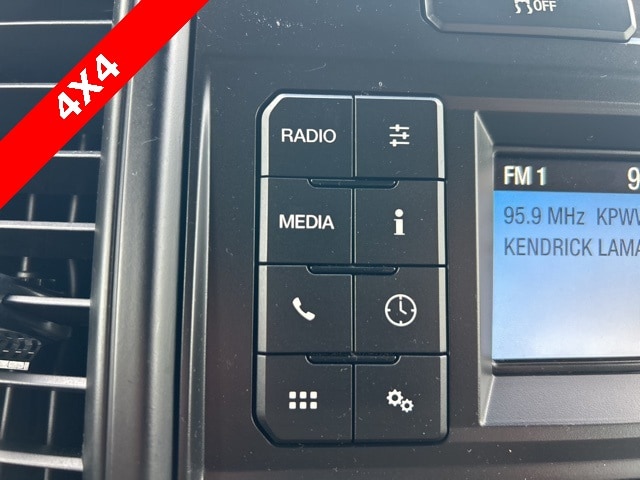 4X4
OFF
RADIO
MEDIA
FM 1
95.9 MHz
KENDRICK